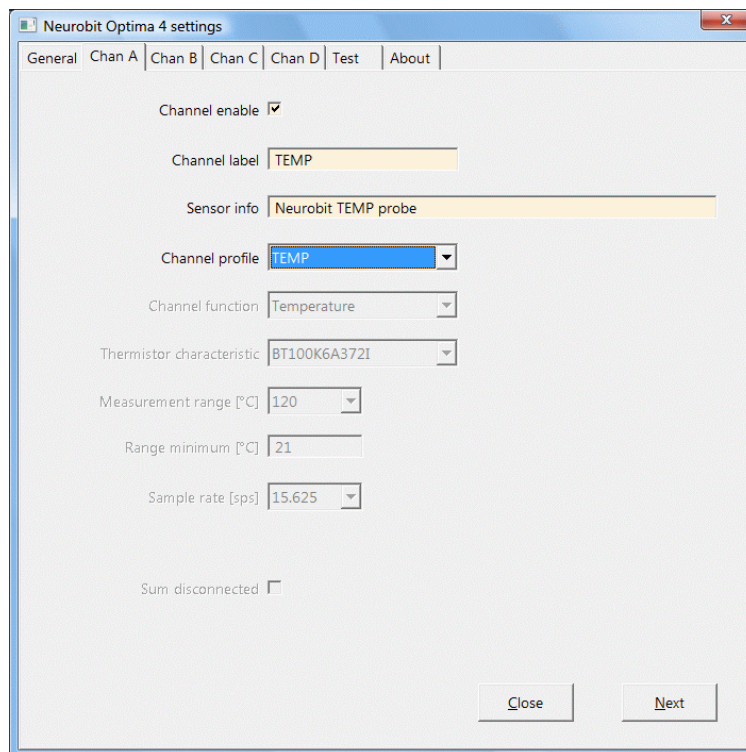 Neurobit Optima 4 settings
General Chan A Chan B Chan C Chan D Test About
Channel enable
Channel label TEMP
Sensor info Neurobit TEMP probe
Channel profile TEMP
Channel function Temperature
Thermistor characteristic BT100K6A372I
Measurement range [°C] 120
Range minimum [°C] 21
Sample rate [sps] 15.625
Sum disconnected
Close Next